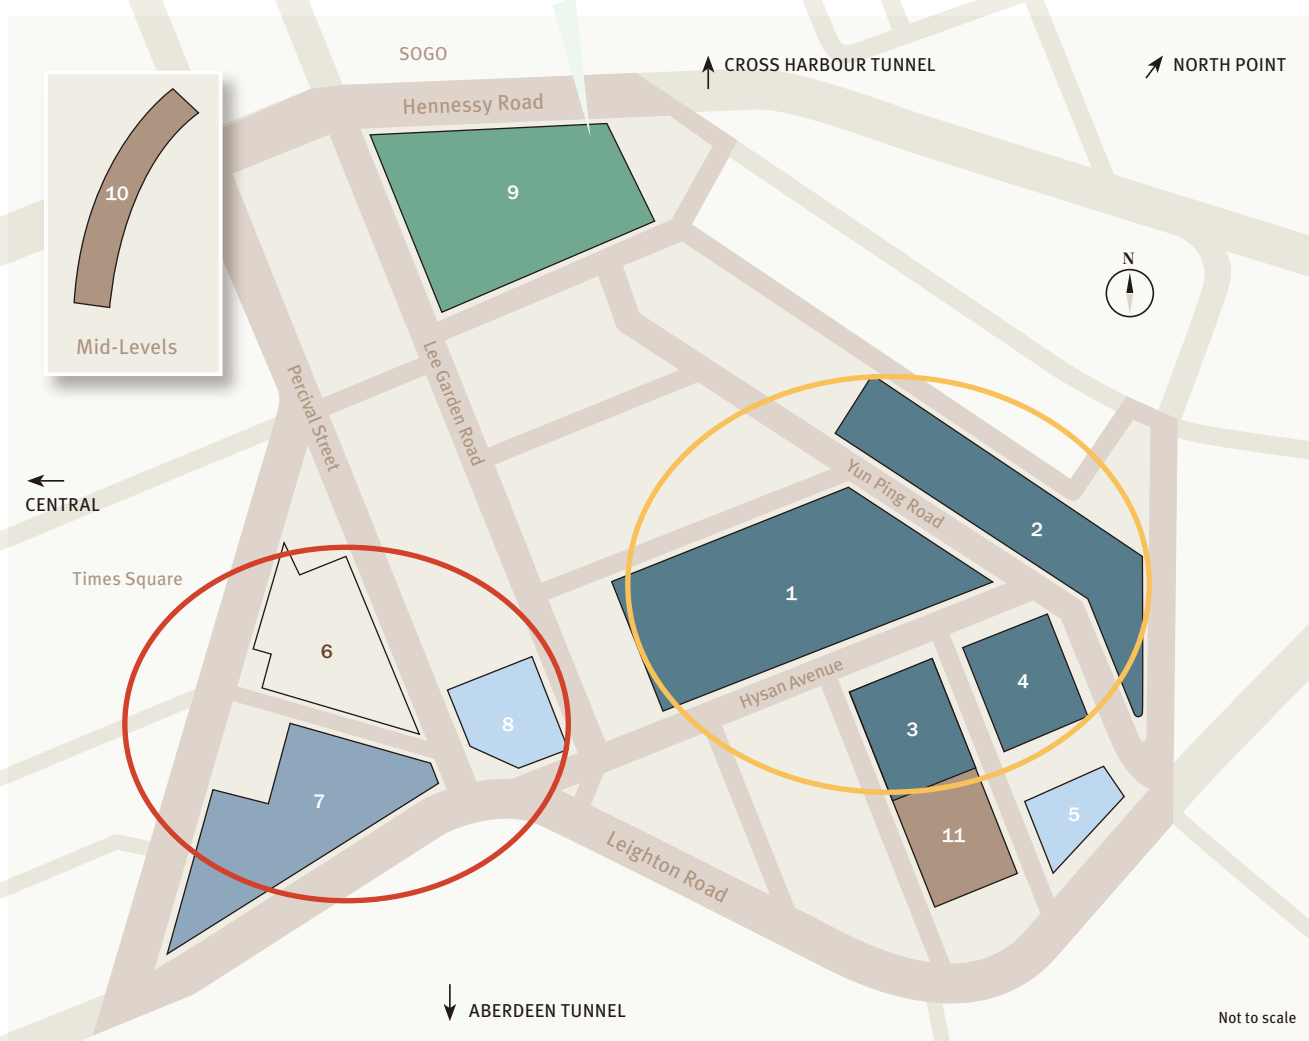 SOGO
CROSS HARBOUR TUNNEL
NORTH POINT
Hennessy Road
10
9
N
Mid-Levels
Percival Street
Lee Garden Road
CENTRAL
Yun Ping Road
2
Times Square
1
6
Hysan Avenue
4
8
3
7
5
11
Leighton Road
ABERDEEN TUNNEL
Not to scale